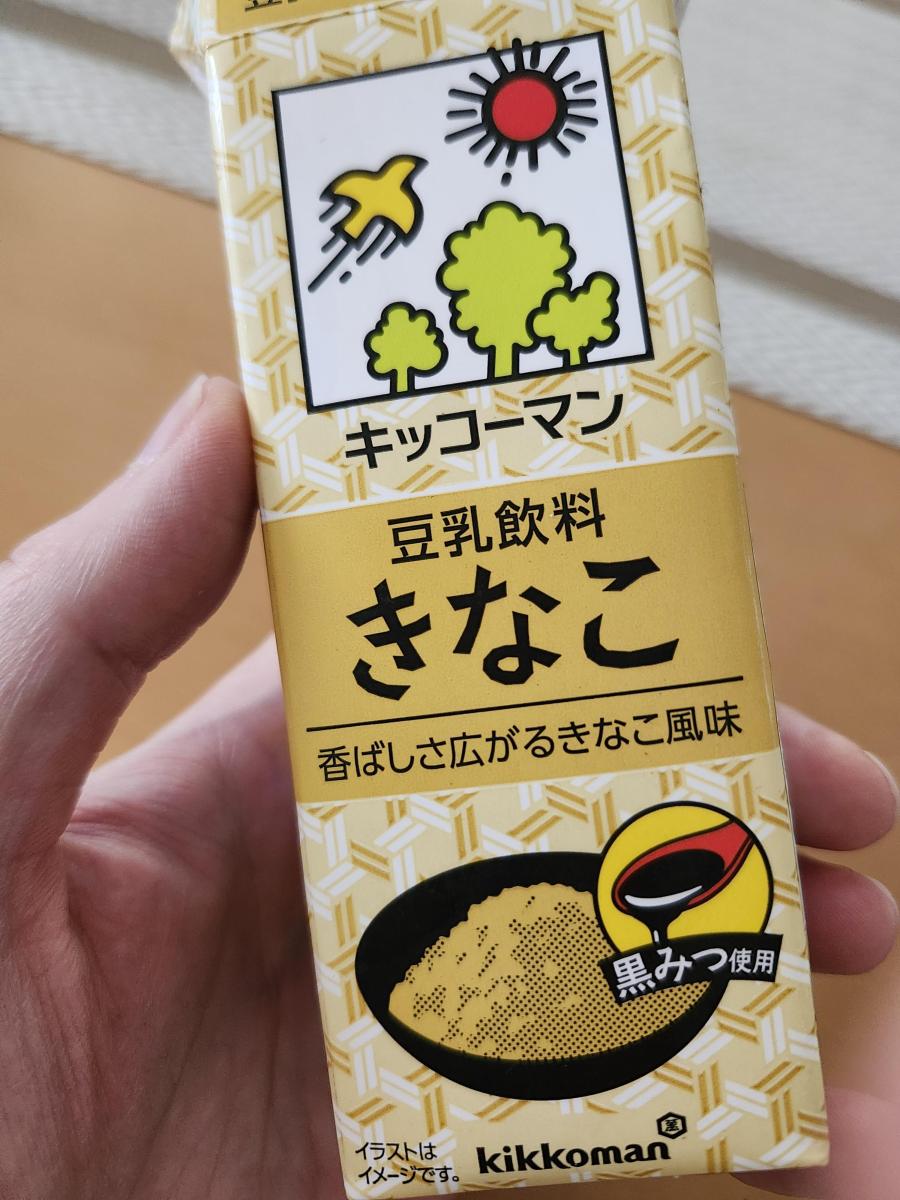 キッコーマン
豆乳飲料
きなこ
香ばしさ広がるきなこ風味
黒みつ使用
イラストは
イメージです。
kikkoman